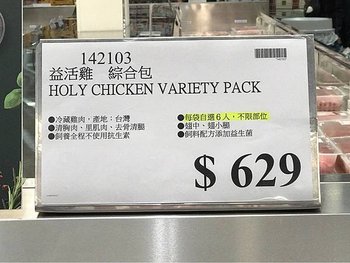 142103
益活雞 綜合包
HOLY CHICKEN VARIETY PACK
●冷藏雞肉，產地：台灣
●清胸肉、里肌肉、去骨清腿
●飼養全程不使用抗生素
●每袋自選6入，不限部位
●翅中、翅小腿
●飼料配方添加益生菌
$ 629